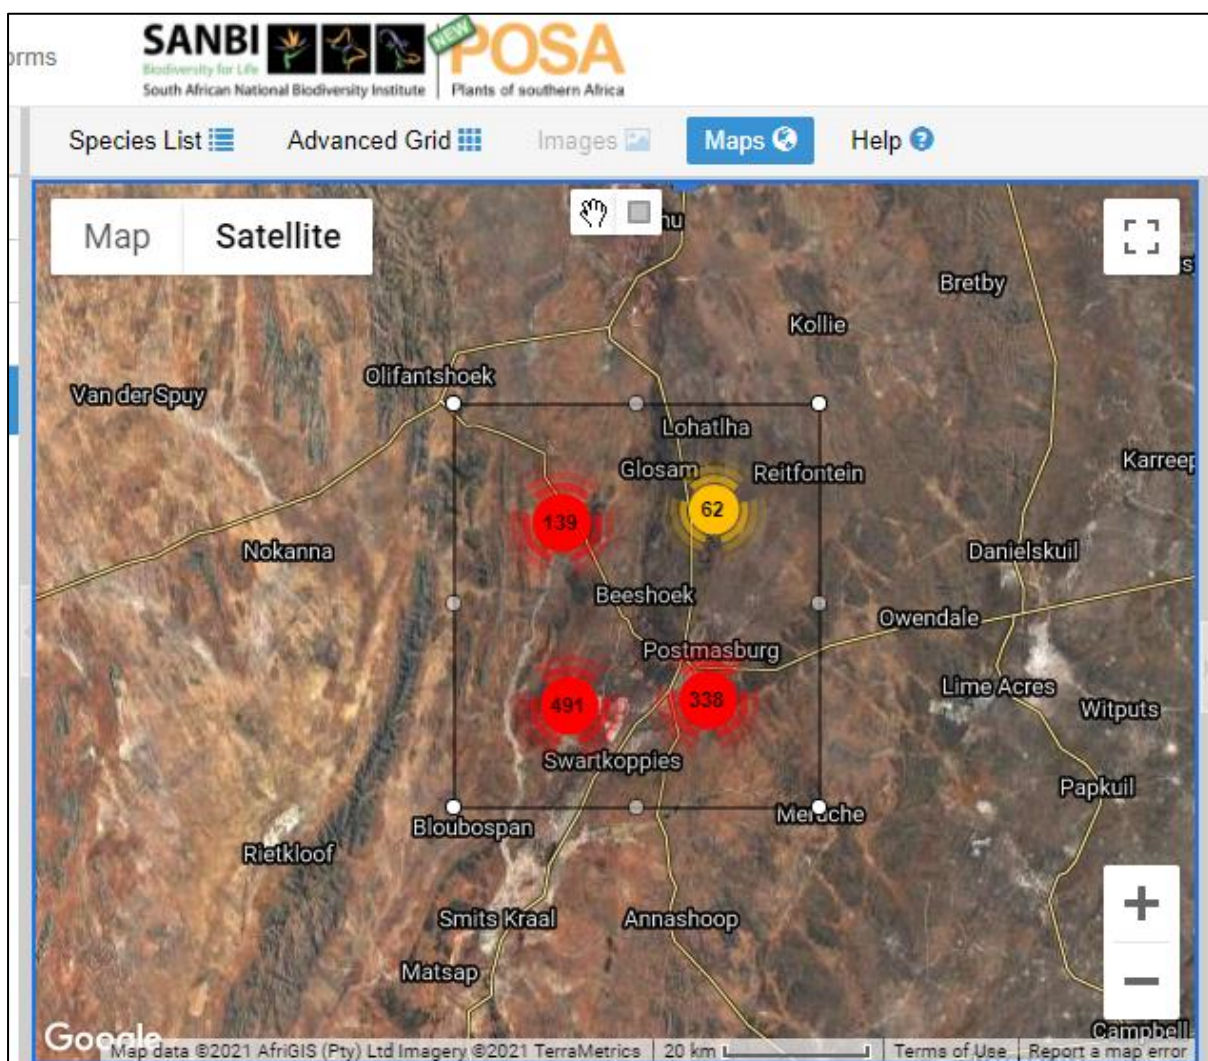 orms
SANBI
Biodiversity for Life
South African National Biodiversity Institute
NEW
POSA
Plants of southern Africa
Species List
Advanced Grid
Images
Maps
Help ?
Map
Satellite
hu
Bretby
Kollie
Olifantshoek
Van der Spuy
Lohatlha
Glosam
Reitfontein
Karreep
139
62
Nokanna
Danielskuil
Beeshoek
Owendale
Postmasburg
491
338
Lime Acres
Witputs
Swartkoppies
Papkuil
Bloubospan
Rietkloof
Smits Kraal
Annashoop
Matsap
Campbell
Google
Map data ©2021 AfriGIS (Pty) Ltd Imagery ©2021 TerraMetrics
20 km
Terms of Use
Report a map error